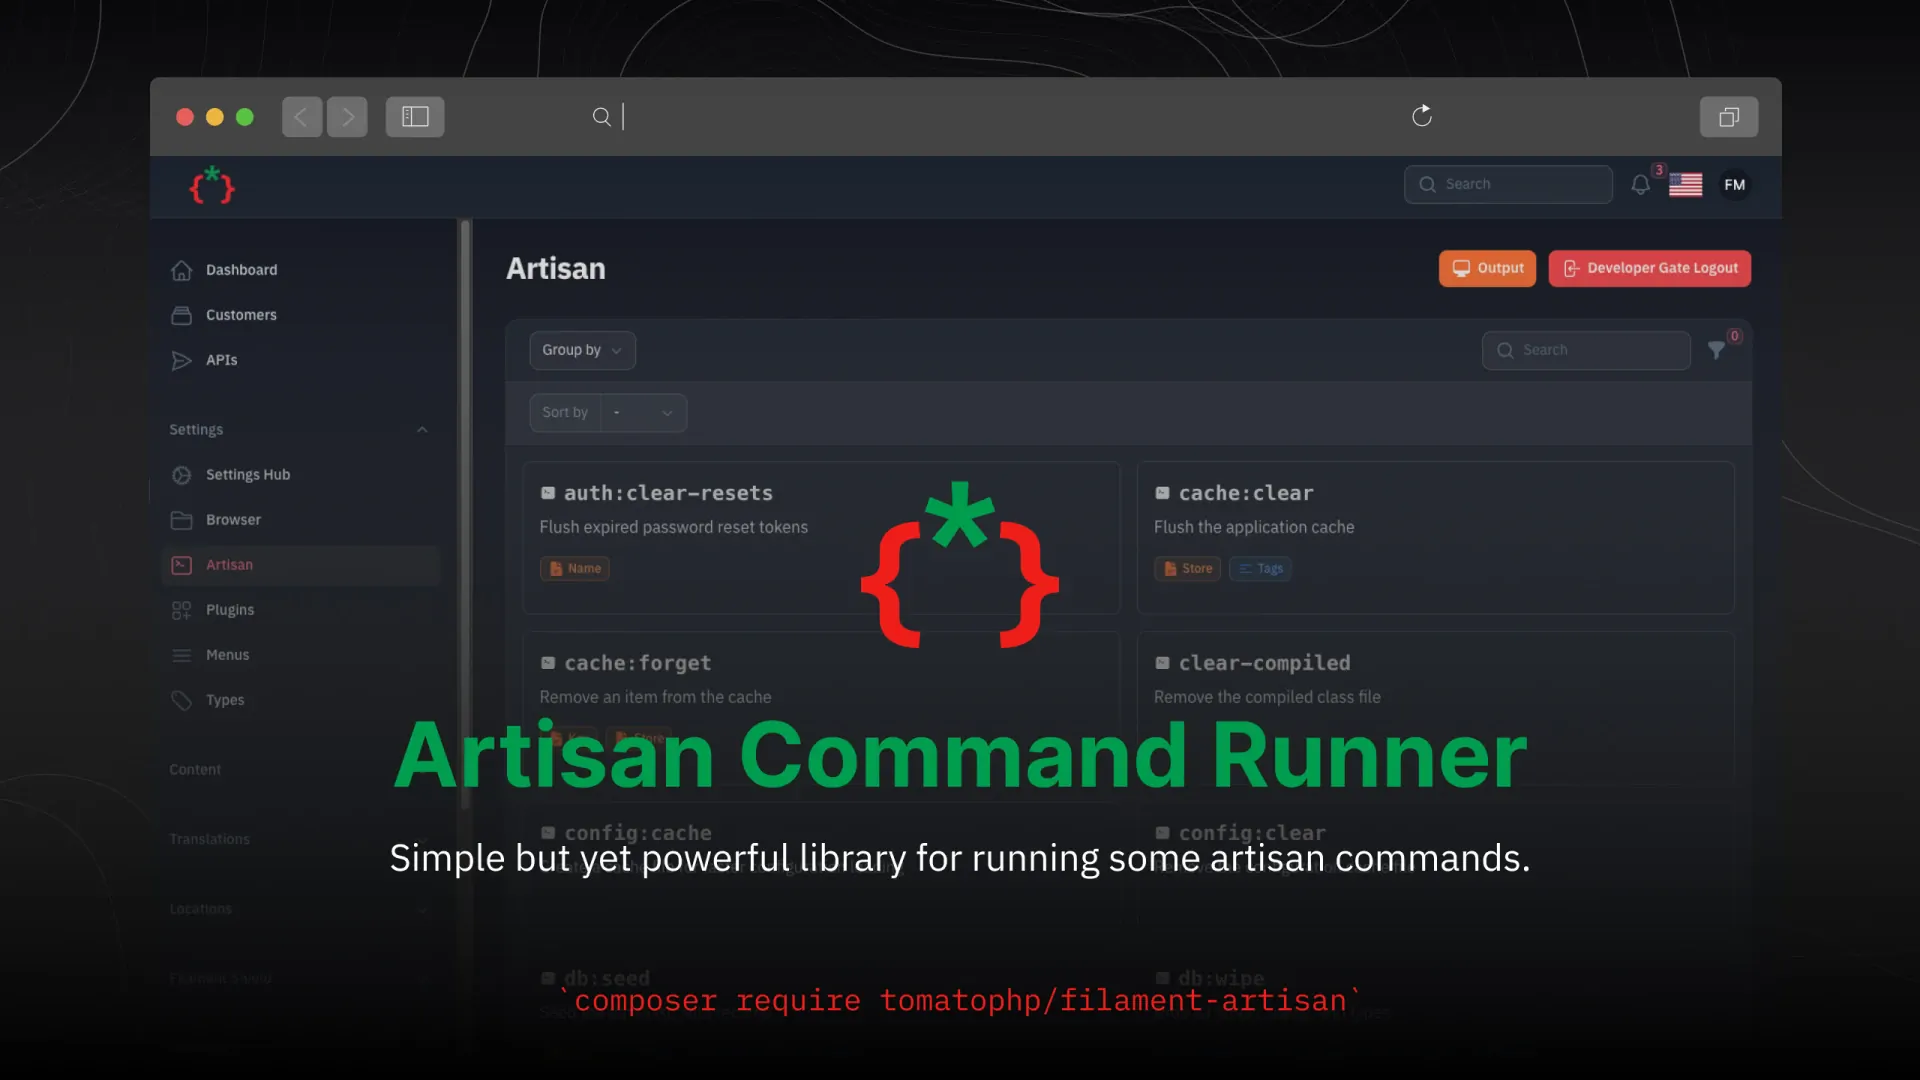 Search
3
FM
Dashboard
Customers
APIs
Settings
Settings Hub
Browser
Artisan
Plugins
Menus
Types
Content
Translations
Locations
Artisan
Output
Developer Gate Logout
Group by
Search
0
Sort by
-
auth:clear-resets
Flush expired password reset tokens
Name
cache:clear
Flush the application cache
Store
Tags
{*}
cache:forget
Remove an item from the cache
Store
clear-compiled
Remove the compiled class file
Artisan Command Runner
config:cache
config:clear
Simple but yet powerful library for running some artisan commands.
db:seed
db:wipe
`composer require tomatophp/filament-artisan`